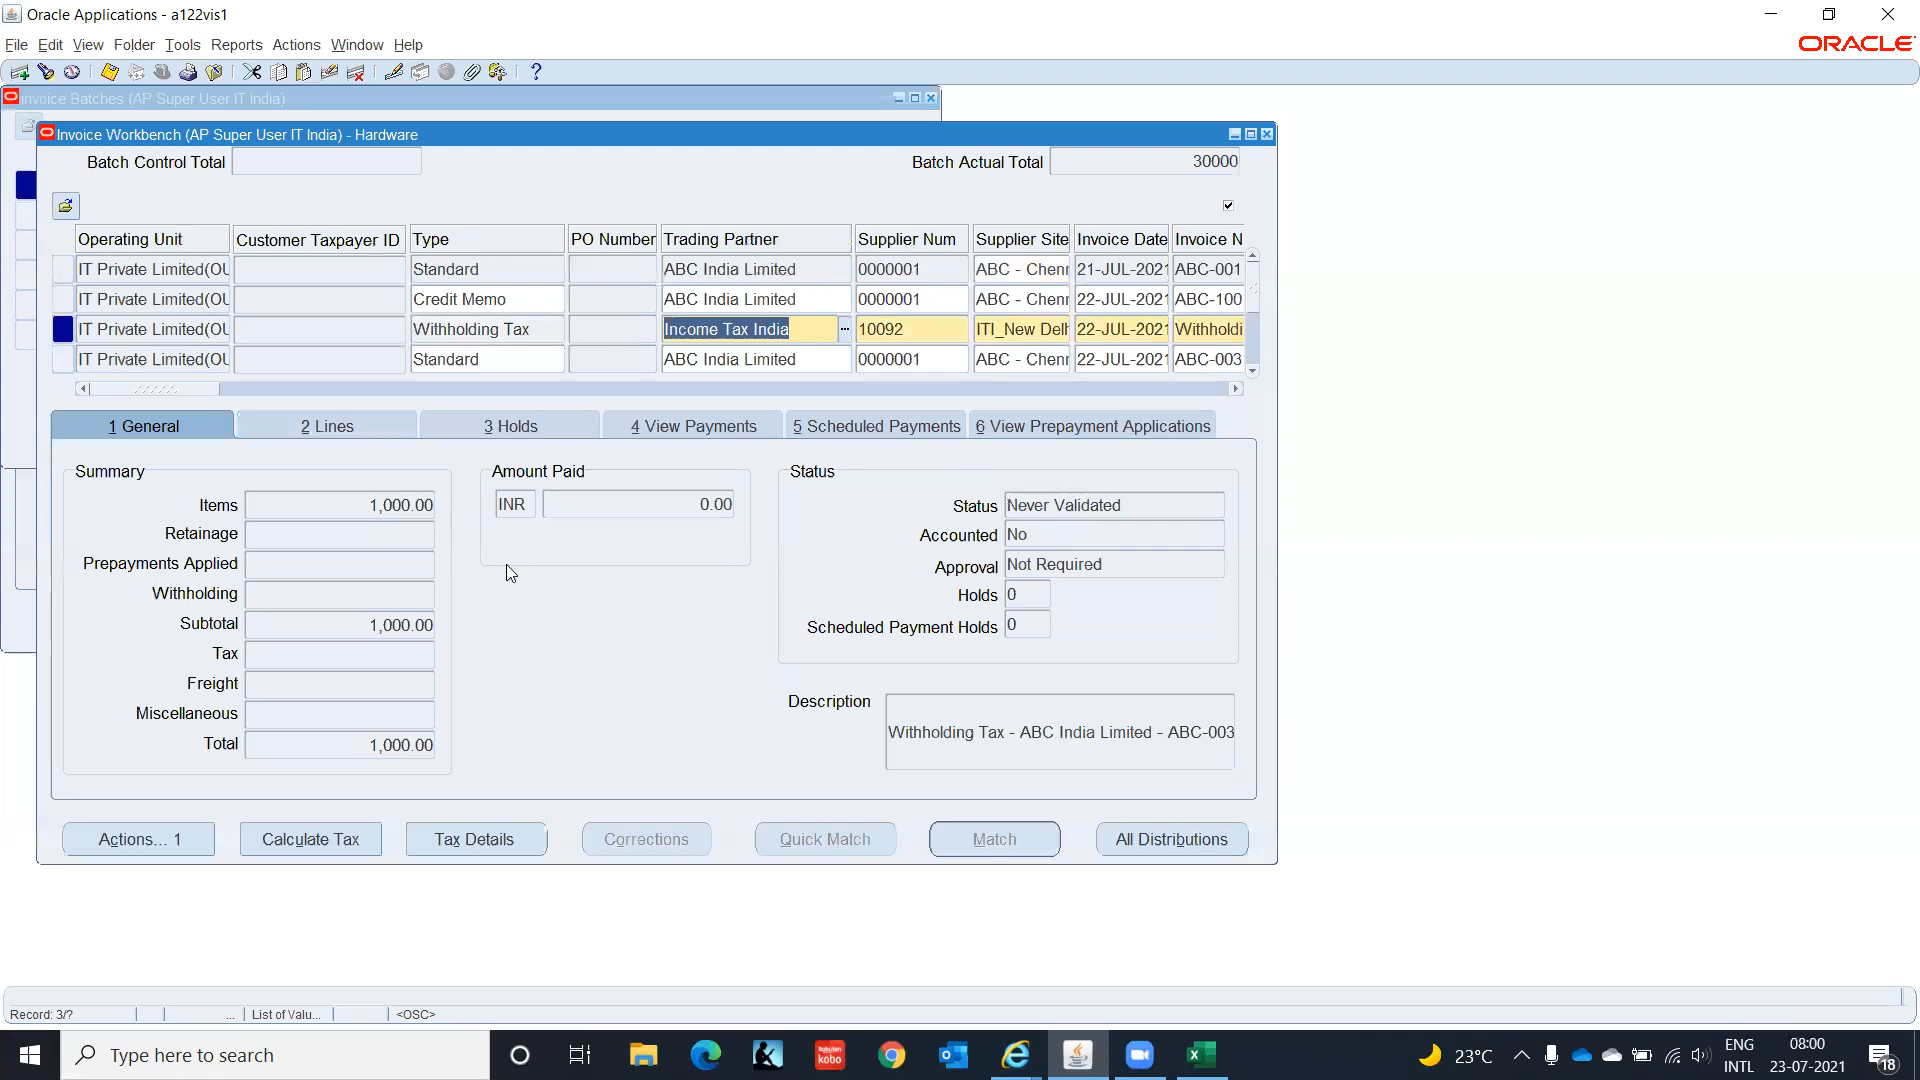 Oracle Applications - a122vis1
File Edit View Folder Tools Reports Actions Window Help
ORACLE
Invoice Batches (AP Super User IT India)
Invoice Workbench (AP Super User IT India) - Hardware
Batch Control Total
Batch Actual Total 30000
Operating Unit Customer Taxpayer ID Type PO Number Trading Partner Supplier Num Supplier Site Invoice Date Invoice N
IT Private Limited(OU Standard ABC India Limited 0000001 ABC - Chenn 21-JUL-2021 ABC-001
IT Private Limited(OU Credit Memo ABC India Limited 0000001 ABC - Chenn 22-JUL-2021 ABC-100
IT Private Limited(OU Withholding Tax Income Tax India ... 10092 ITI_New Delh 22-JUL-2021 Withholdi
IT Private Limited(OU Standard ABC India Limited 0000001 ABC - Chenn 22-JUL-2021 ABC-003
1 General 2 Lines 3 Holds 4 View Payments 5 Scheduled Payments 6 View Prepayment Applications
Summary
Items 1,000.00
Retainage
Prepayments Applied
Withholding
Subtotal 1,000.00
Tax
Freight
Miscellaneous
Total 1,000.00
Amount Paid
INR 0.00
Status
Status Never Validated
Accounted No
Approval Not Required
Holds 0
Scheduled Payment Holds 0
Description
Withholding Tax - ABC India Limited - ABC-003
Actions... 1 Calculate Tax Tax Details Corrections Quick Match Match All Distributions
Record: 3/? ... List of Valu... <OSC>
Type here to search
Rakuten kobo
23°C
ENG
INTL
08:00
23-07-2021
18